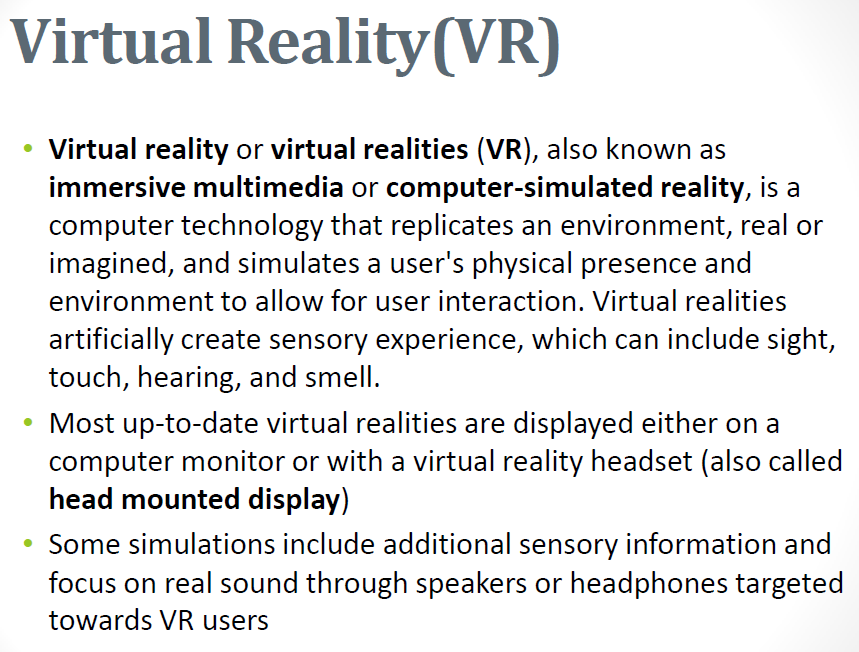 Virtual Reality(VR)
• Virtual reality or virtual realities (VR), also known as
immersive multimedia or computer-simulated reality, is a
computer technology that replicates an environment, real or
imagined, and simulates a user's physical presence and
environment to allow for user interaction. Virtual realities
artificially create sensory experience, which can include sight,
touch, hearing, and smell.
• Most up-to-date virtual realities are displayed either on a
computer monitor or with a virtual reality headset (also called
head mounted display)
• Some simulations include additional sensory information and
focus on real sound through speakers or headphones targeted
towards VR users